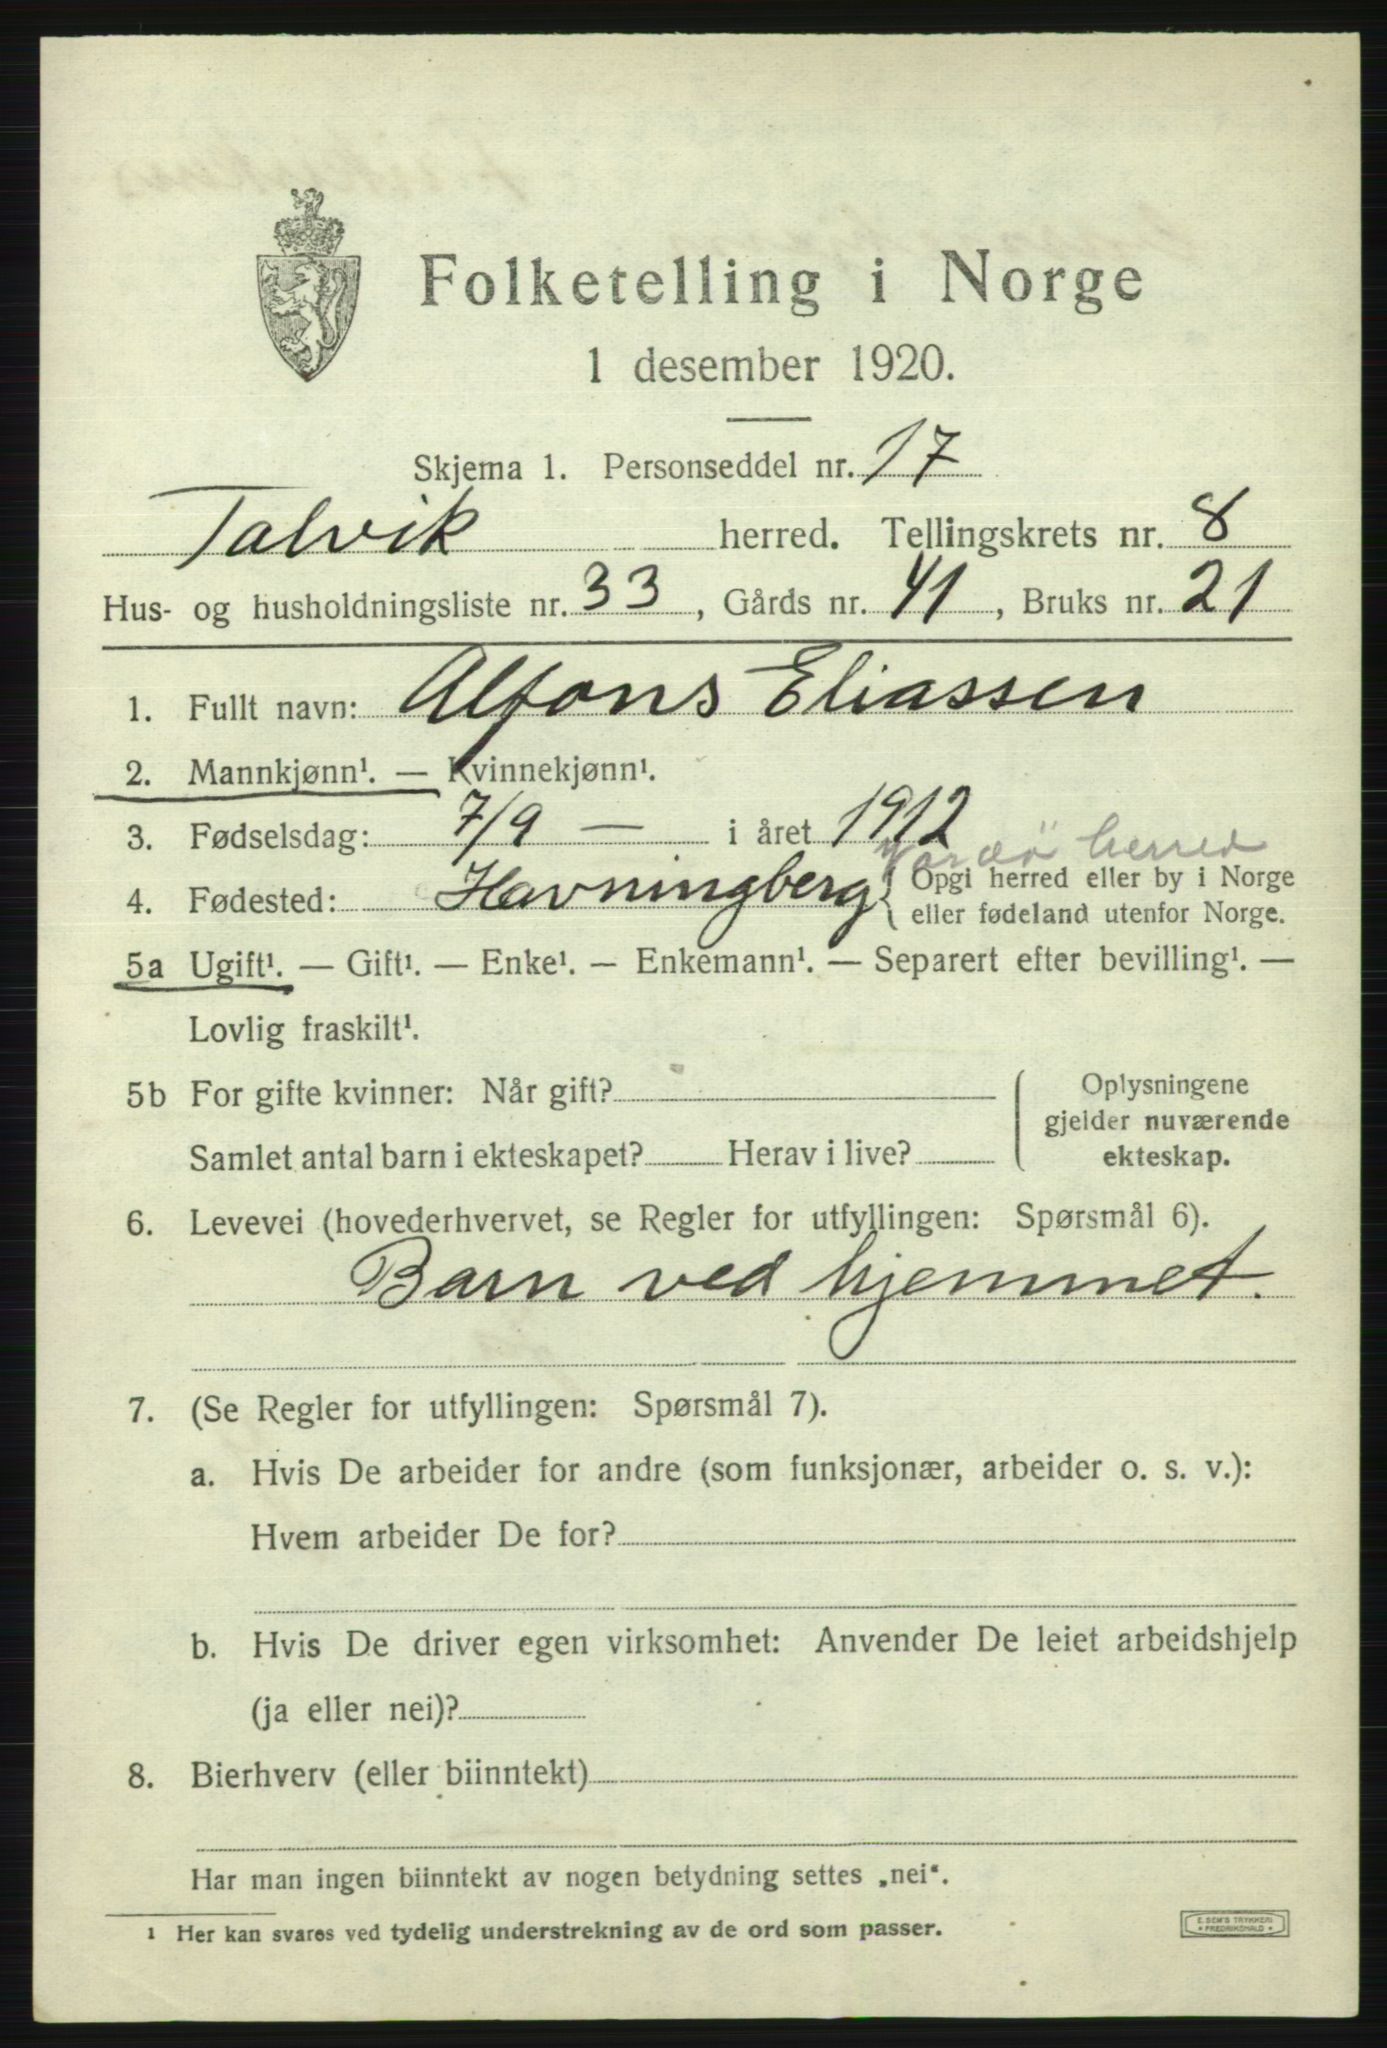 Folketelling i Norge
1 desember 1920.
Skjema 1. Personseddel nr. 17
Talvik herred. Tellingskrets nr. 8
Hus- og husholdningsliste nr. 33, Gårds nr. 41, Bruks nr. 21
1. Fullt navn: Alfons Eliassen
2. Mannkjønn¹. — Kvinnekjønn¹.
3. Fødselsdag: 7/9 — i året 1912
Vardö herred
4. Fødested: Havningberg { Opgi herred eller by i Norge
eller fødeland utenfor Norge.
5a Ugift¹. — Gift¹. — Enke¹. — Enkemann¹. — Separert efter bevilling¹. —
Lovlig fraskilt¹.
5b For gifte kvinner: Når gift?
Samlet antal barn i ekteskapet? Herav i live?
Oplysningene
gjelder nuværende
ekteskap.
6. Levevei (hovederhvervet, se Regler for utfyllingen: Spørsmål 6).
Barn ved hjemmet.
7. (Se Regler for utfyllingen: Spørsmål 7).
a. Hvis De arbeider for andre (som funksjonær, arbeider o. s. v.):
Hvem arbeider De for?
b. Hvis De driver egen virksomhet: Anvender De leiet arbeidshjelp
(ja eller nei)?
8. Bierhverv (eller biinntekt)
Har man ingen biinntekt av nogen betydning settes „nei".
¹ Her kan svares ved tydelig understrekning av de ord som passer.
E. SEM'S TRYKKERI
* FREDRIKSHALD *